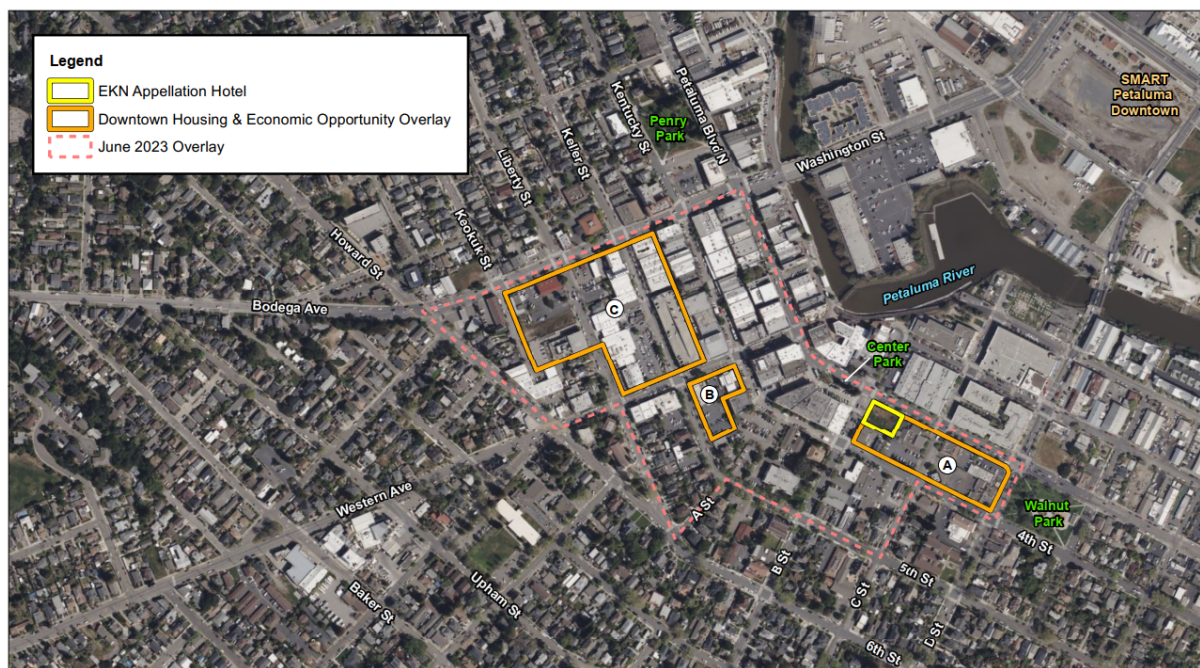 Legend
EKN Appellation Hotel
Downtown Housing & Economic Opportunity Overlay
June 2023 Overlay
SMART
Petaluma
Downtown
Petaluma Blvd N
Kentucky St
Penry
Park
Keller St
Washington St
Liberty St
Keokuk St
Howard St
Bodega Ave
Petaluma River
C
Center
Park
B
A
Walnut
Park
Western Ave
A St
4th St
B St
5th St
C St
Baker St
Upham St
D St
6th St